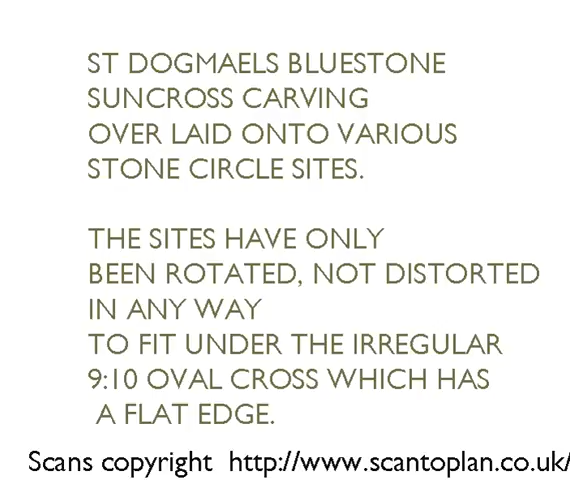 ST DOGMAELS BLUESTONE
SUNCROSS CARVING
OVER LAID ONTO VARIOUS
STONE CIRCLE SITES.
THE SITES HAVE ONLY
BEEN ROTATED, NOT DISTORTED
IN ANY WAY
TO FIT UNDER THE IRREGULAR
9:10 OVAL CROSS WHICH HAS
A FLAT EDGE.
Scans copyright http://www.scantoplan.co.uk/